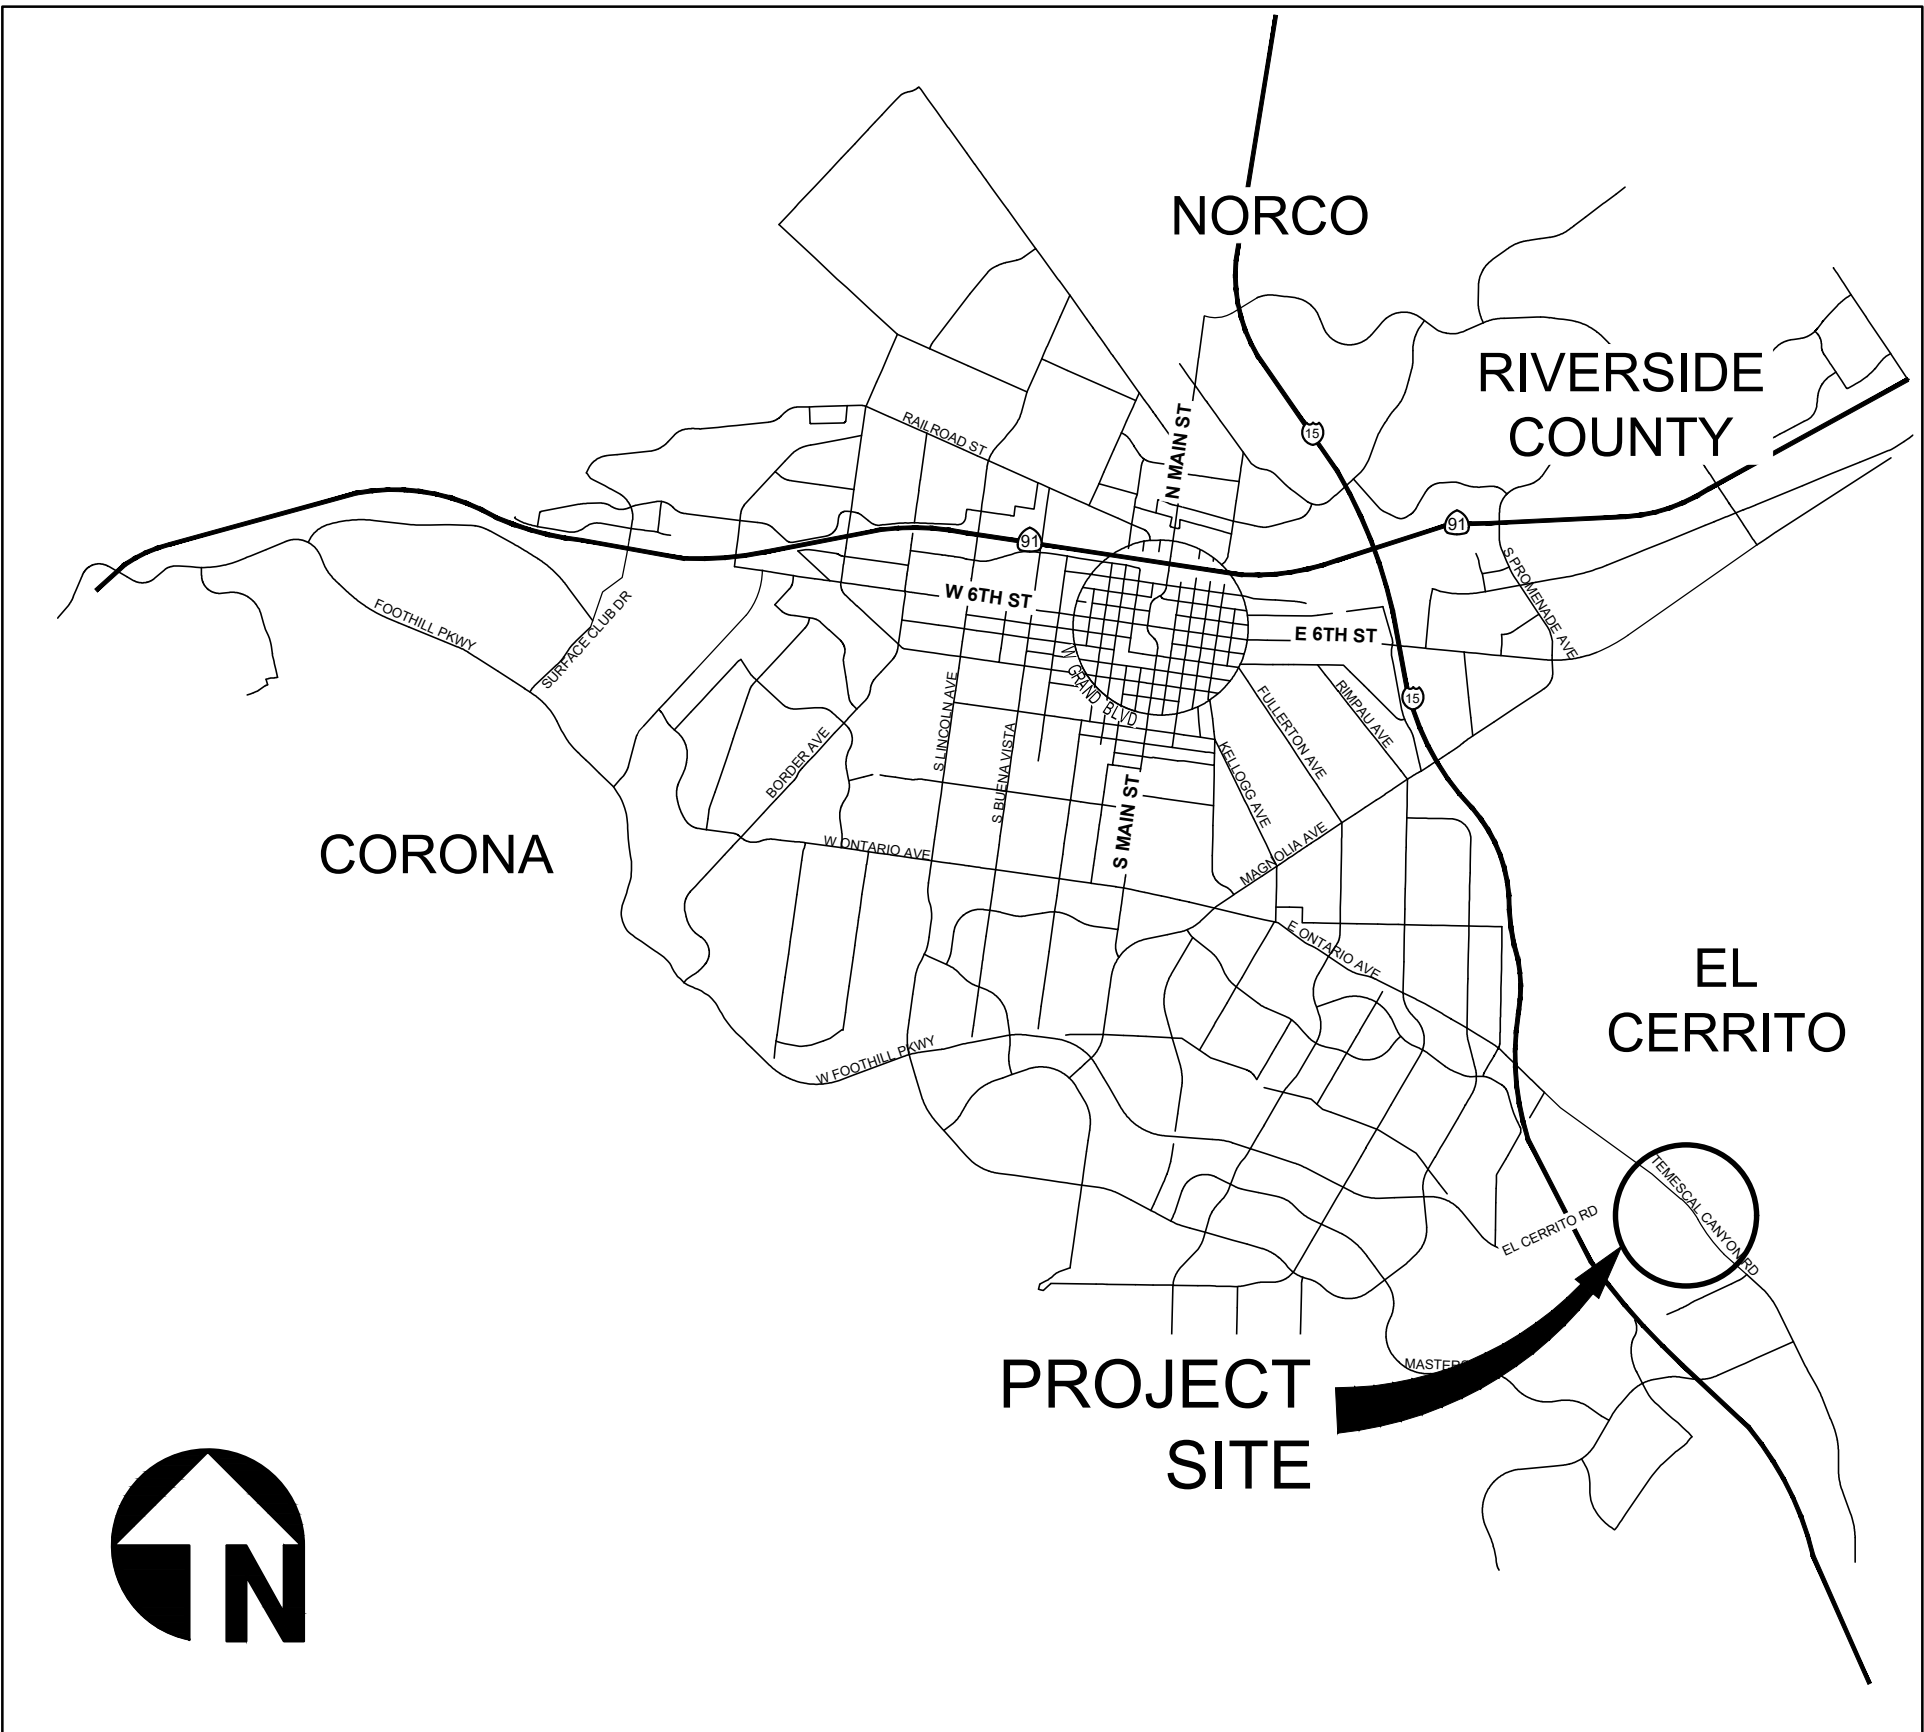 NORCO
RIVERSIDE
COUNTY
RAILROAD ST
N MAIN ST
15
91
91
S PROMENADE AVE
W 6TH ST
E 6TH ST
FOOTHILL PKWY
SURFACE CLUB DR
W GRAND BLVD
15
S LINCOLN AVE
S BUENA VISTA
BORDER AVE
FULLERTON AVE
RIMPAU AVE
KELLOGG AVE
S MAIN ST
CORONA
W ONTARIO AVE
MAGNOLIA AVE
E ONTARIO AVE
EL
CERRITO
W FOOTHILL PKWY
TEMESCAL CANYON RD
EL CERRITO RD
PROJECT
SITE
N